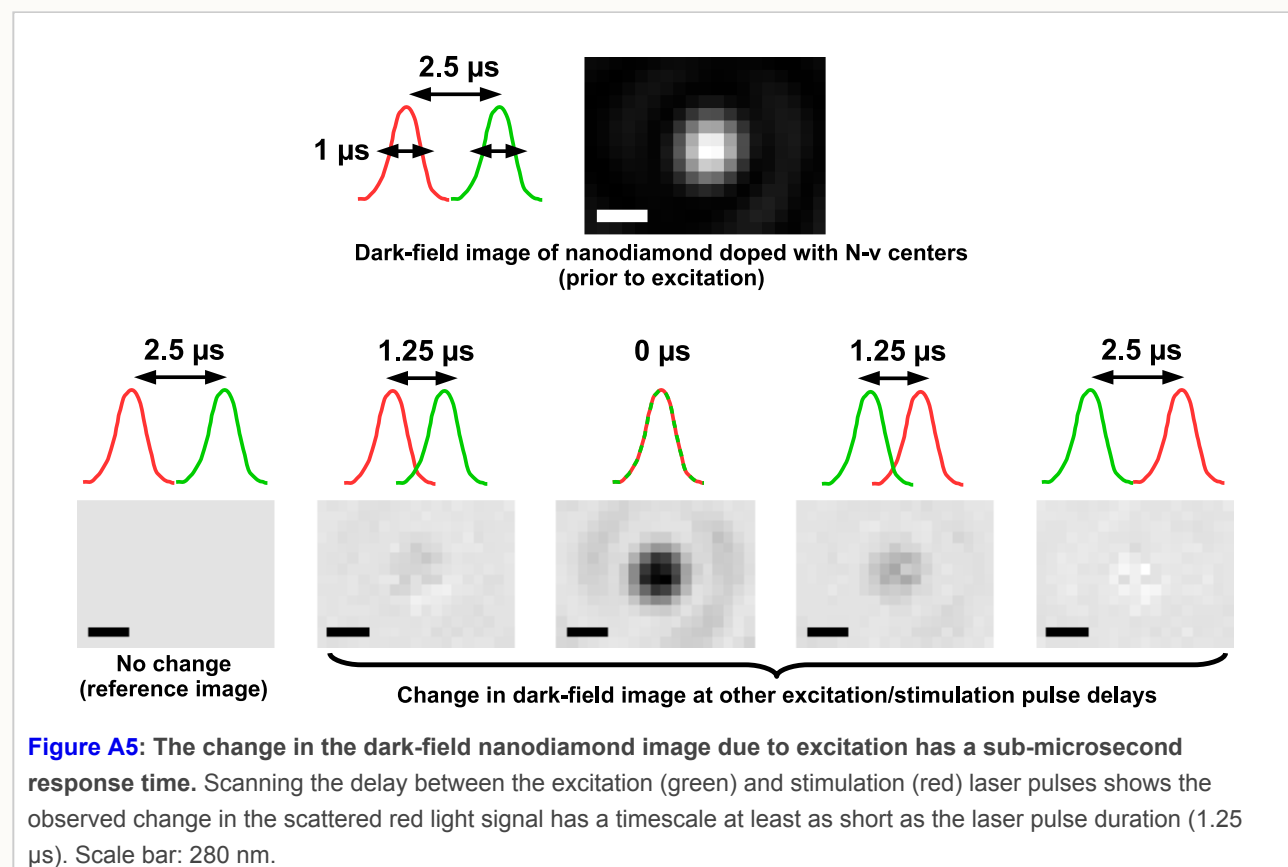 2.5 µs
1 µs
Dark-field image of nanodiamond doped with N-v centers
(prior to excitation)
2.5 µs
1.25 µs
0 µs
1.25 µs
2.5 µs
No change
(reference image)
Change in dark-field image at other excitation/stimulation pulse delays
Figure A5: The change in the dark-field nanodiamond image due to excitation has a sub-microsecond
response time. Scanning the delay between the excitation (green) and stimulation (red) laser pulses shows the
observed change in the scattered red light signal has a timescale at least as short as the laser pulse duration (1.25
µs). Scale bar: 280 nm.